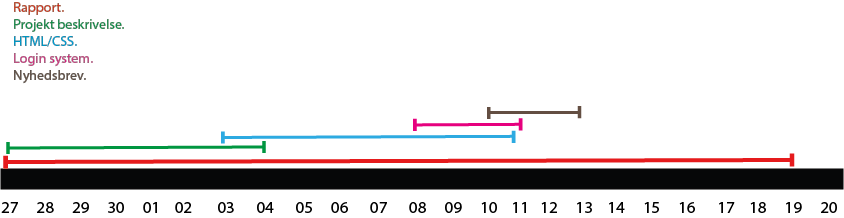 Rapport.
Projekt beskrivelse.
HTML/CSS.
Login system.
Nyhedsbrev.
27 28 29 30 01 02 03 04 05 06 07 08 09 10 11 12 13 14 15 16 17 18 19 20